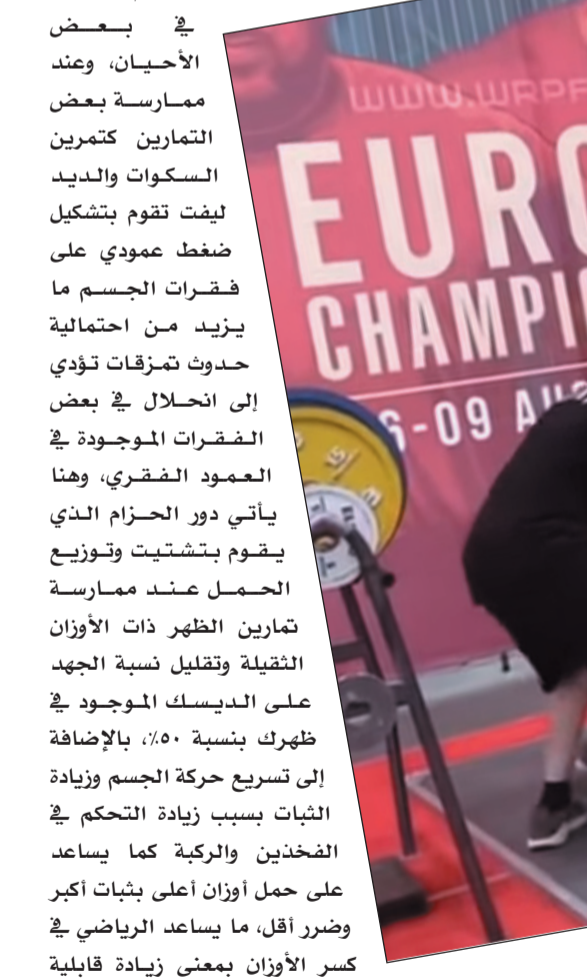 في بعض
الأحيان، وعند
ممارسة بعض
التمارين كتمرين
السكوات والديد
ليفت تقوم بتشكيل
ضغط عمودي على
فقرات الجسم ما
يزيد من احتمالية
حدوث تمزقات تؤدي
إلى انحلال في بعض
الفقرات الموجودة في
العمود الفقري، وهنا
يأتي دور الحزام الذي
يقوم بتشتيت وتوزيع
الحمل عند ممارسة
تمارين الظهر ذات الأوزان
الثقيلة وتقليل نسبة الجهد
على الديسك الموجود في
ظهرك بنسبة ٥٠٪، بالإضافة
إلى تسريع حركة الجسم وزيادة
الثبات بسبب زيادة التحكم في
الفخذين والركبة كما يساعد
على حمل أوزان أعلى بثبات أكبر
وضرر أقل، ما يساعد الرياضي في
كسر الأوزان بمعنى زيادة قابلية
WWW.WRPF
EURO
CHAMPI
6-09 AUG
15